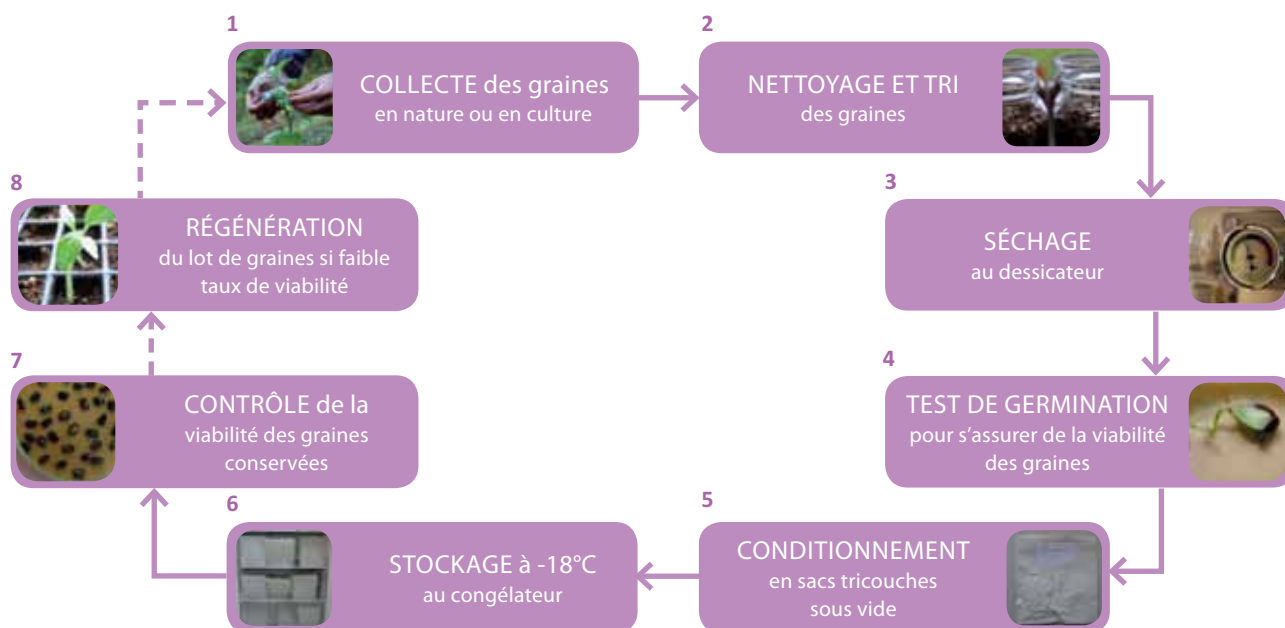 1
COLLECTE des graines
en nature ou en culture
2
NETTOYAGE ET TRI
des graines
3
SÉCHAGE
au dessicateur
4
TEST DE GERMINATION
pour s'assurer de la viabilité
des graines
5
CONDITIONNEMENT
en sacs tricouches
sous vide
6
STOCKAGE à -18°C
au congélateur
7
CONTRÔLE de la
viabilité des graines
conservées
8
RÉGÉNÉRATION
du lot de graines si faible
taux de viabilité